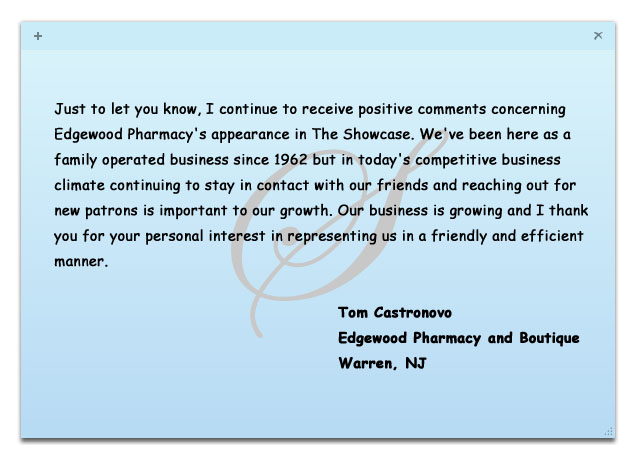 Just to let you know, I continue to receive positive comments concerning
Edgewood Pharmacy's appearance in The Showcase. We've been here as a
family operated business since 1962 but in today's competitive business
climate continuing to stay in contact with our friends and reaching out for
new patrons is important to our growth. Our business is growing and I thank
you for your personal interest in representing us in a friendly and efficient
manner.
Tom Castronovo
Edgewood Pharmacy and Boutique
Warren, NJ